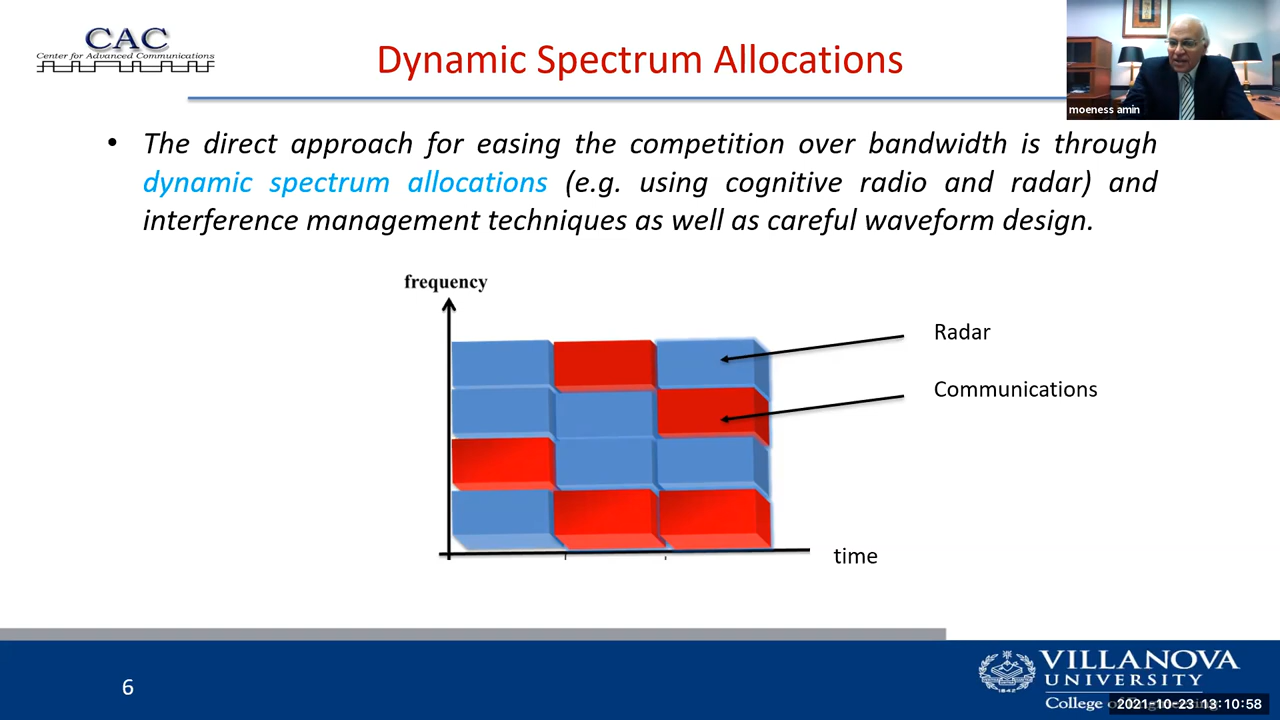 CAC
Center for Advanced Communications
Dynamic Spectrum Allocations
moeness amin
• The direct approach for easing the competition over bandwidth is through
dynamic spectrum allocations (e.g. using cognitive radio and radar) and
interference management techniques as well as careful waveform design.
frequency
Radar
Communications
time
6
VILLANOVA
UNIVERSITY
College of Engineering
2021-10-23 13:10:58